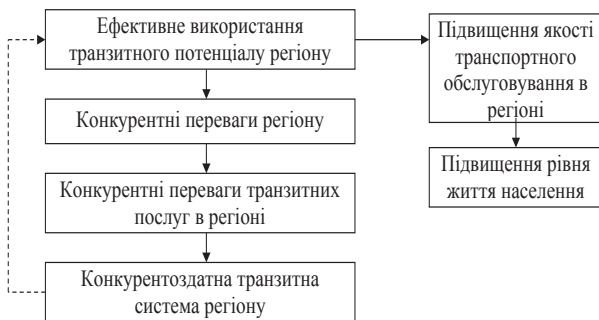 Ефективне використання
транзитного потенціалу регіону
Конкурентні переваги регіону
Конкурентні переваги транзитних
послуг в регіоні
Конкурентоздатна транзитна
система регіону
Підвищення якості
транспортного
обслуговування в
регіоні
Підвищення рівня
життя населення